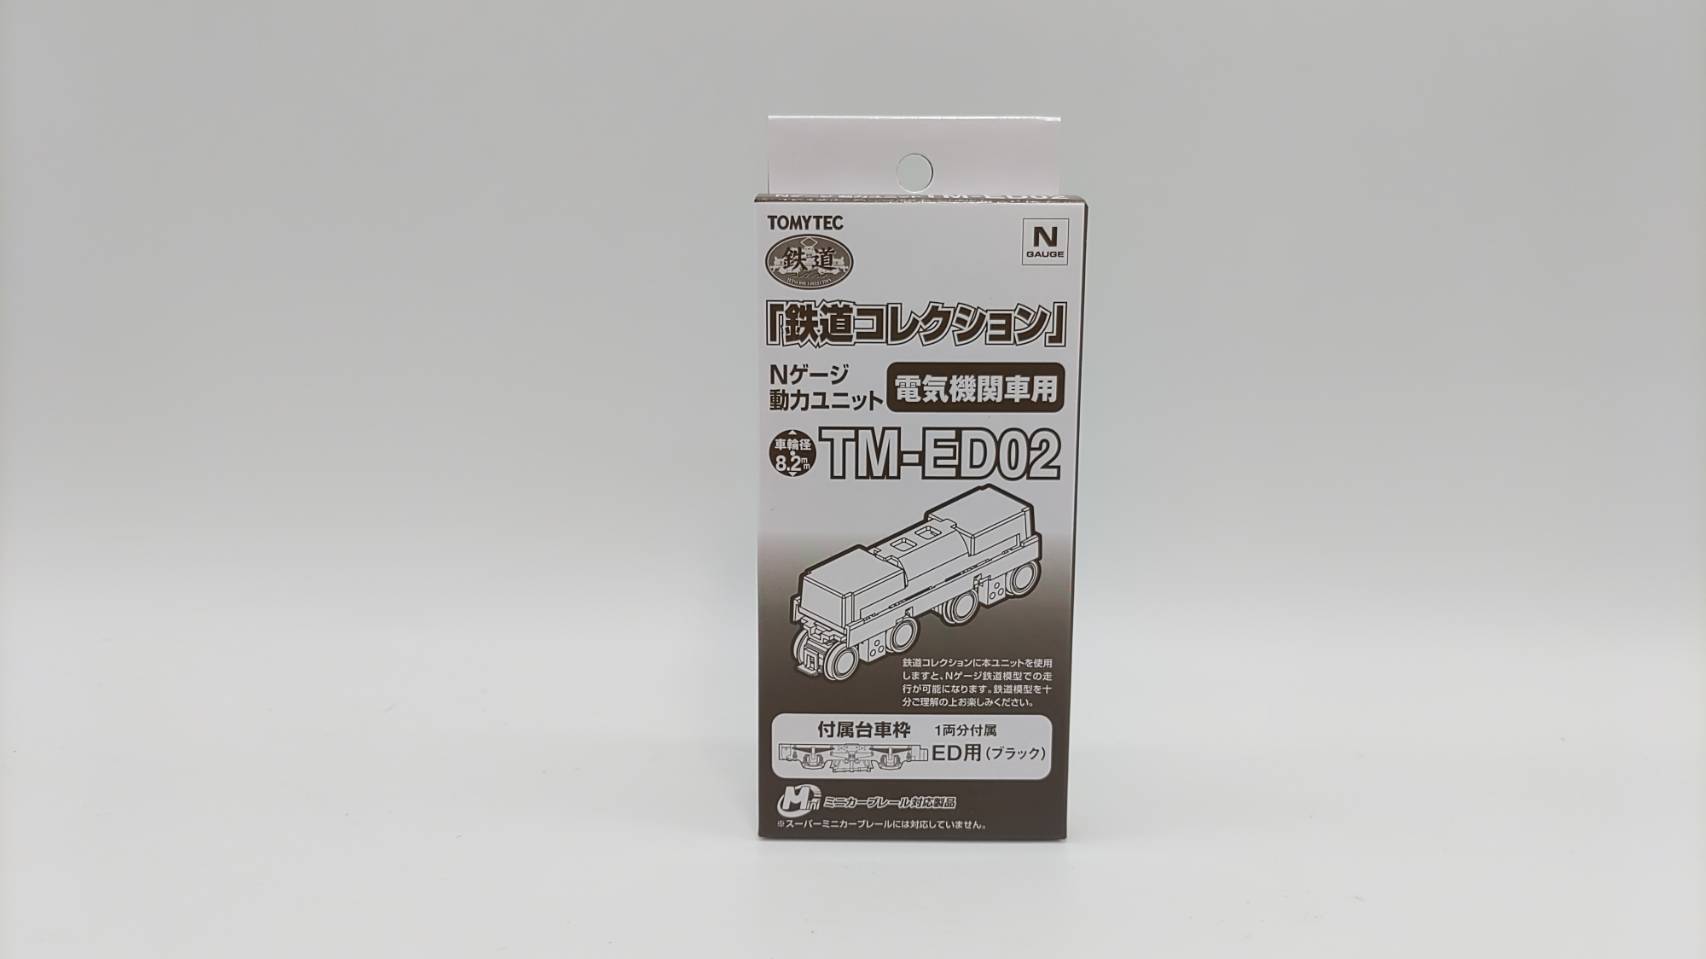 TM-ED02
TOMYTEC
鉄道
N
GAUGE
「鉄道コレクション」
Nゲージ
動力ユニット
電気機関車用
車輪径
8.2mm
TM-ED02
鉄道コレクションに本ユニットを使用
しますと、Nゲージ鉄道模型での走
行が可能になります。鉄道模型を十
分ご理解の上お楽しみください。
付属台車枠
1両分付属
ED用(ブラック)
Mini
ミニカーブレール対応製品
※スーパーミニカーブレールには対応していません。